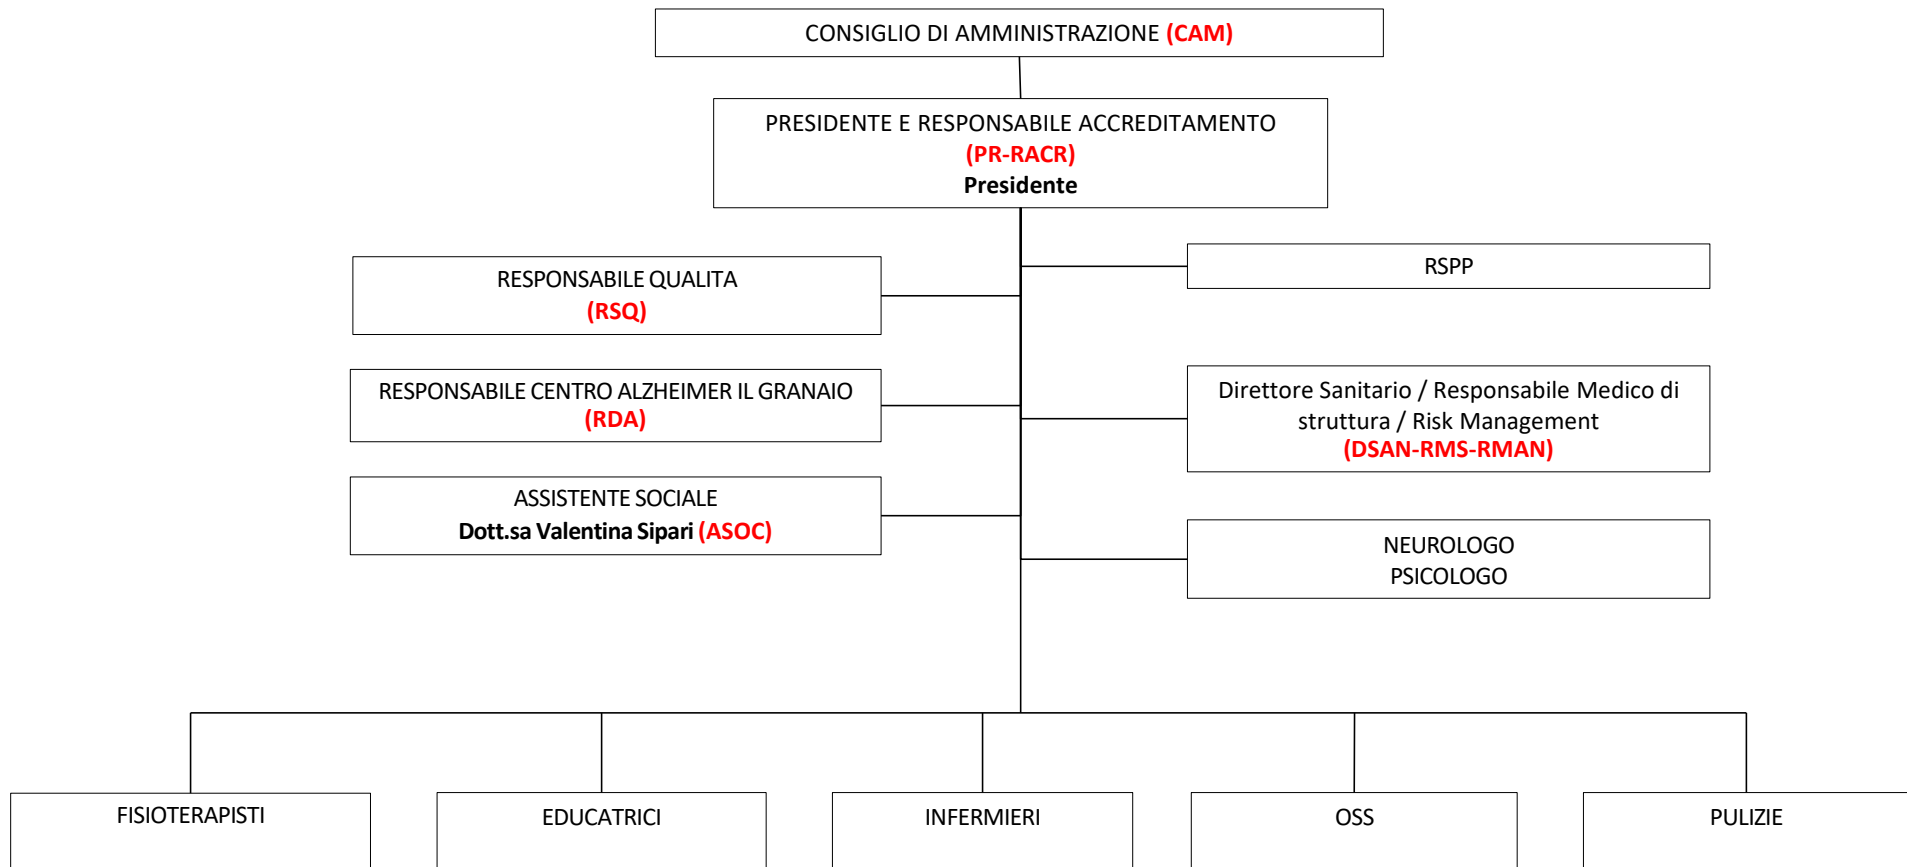 CONSIGLIO DI AMMINISTRAZIONE (CAM)
PRESIDENTE E RESPONSABILE ACCREDITAMENTO
(PR-RACR)
Presidente
RESPONSABILE QUALITA
(RSQ)
RSPP
RESPONSABILE CENTRO ALZHEIMER IL GRANAIO
(RDA)
Direttore Sanitario / Responsabile Medico di
struttura / Risk Management
(DSAN-RMS-RMAN)
ASSISTENTE SOCIALE
Dott.sa Valentina Sipari (ASOC)
NEUROLOGO
PSICOLOGO
FISIOTERAPISTI
EDUCATRICI
INFERMIERI
OSS
PULIZIE